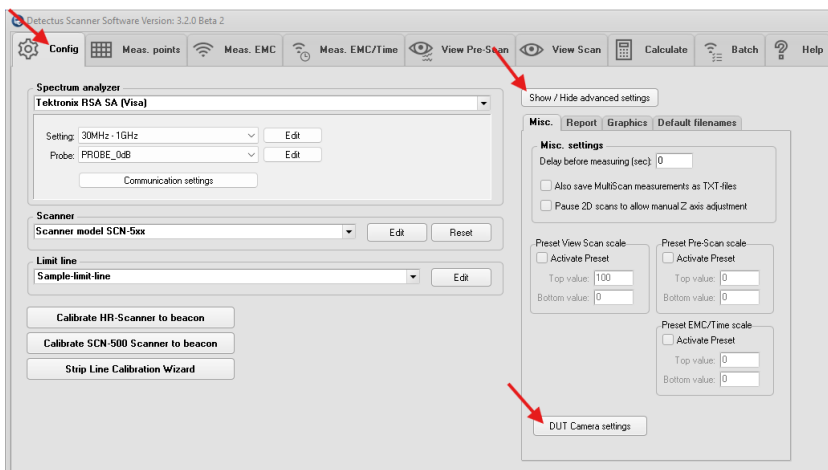 Detectus Scanner Software Version: 3.2.0 Beta 2
Config Meas. points Meas. EMC Meas. EMC/Time View Pre-Scan View Scan Calculate Batch Help
Spectrum analyzer
Tektronix RSA SA (Visa)
Setting: 30MHz - 1GHz Edit
Probe: PROBE_0dB Edit
Communication settings
Scanner
Scanner model SCN-5xx Edit Reset
Limit line
Sample-limit-line Edit
Calibrate HR-Scanner to beacon
Calibrate SCN-500 Scanner to beacon
Strip Line Calibration Wizard
Show / Hide advanced settings
Misc. Report Graphics Default filenames
Misc. settings
Delay before measuring (sec): 0
Also save MultiScan measurements as TXT-files
Pause 2D scans to allow manual Z axis adjustment
Preset View Scan scale
Activate Preset
Top value: 100
Bottom value: 0
Preset Pre-Scan scale
Activate Preset
Top value: 0
Bottom value: 0
Preset EMC/Time scale
Activate Preset
Top value: 0
Bottom value: 0
DUT Camera settings